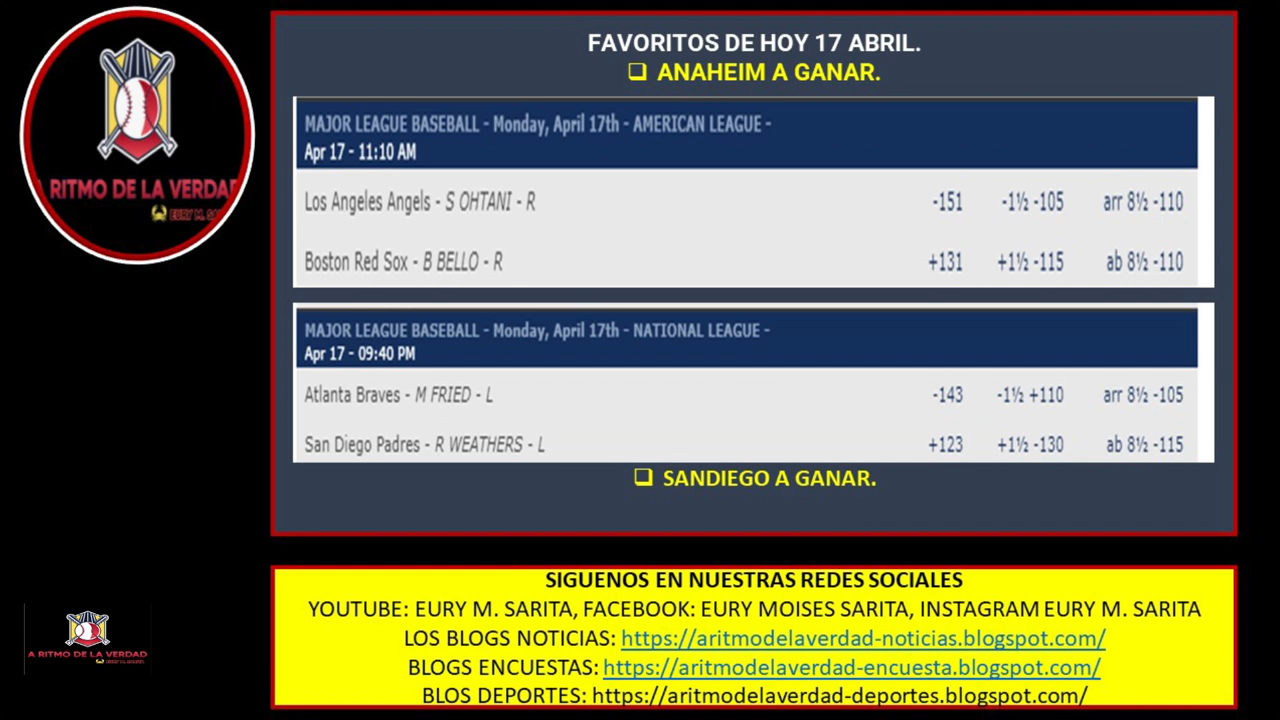 FAVORITOS DE HOY 17 ABRIL.
ANAHEIM A GANAR.
MAJOR LEAGUE BASEBALL - Monday, April 17th - AMERICAN LEAGUE -
Apr 17 - 11:10 AM
Los Angeles Angels - S OHTANI - R -151 -1½ -105 arr 8½ -110
Boston Red Sox - B BELLO - R +131 +1½ -115 ab 8½ -110
MAJOR LEAGUE BASEBALL - Monday, April 17th - NATIONAL LEAGUE -
Apr 17 - 09:40 PM
Atlanta Braves - M FRIED - L -143 -1½ +110 arr 8½ -105
San Diego Padres - R WEATHERS - L +123 +1½ -130 ab 8½ -115
SANDIEGO A GANAR.
RITMO DE LA VERDAD
EURY M.
A RITMO DE LA VERDAD
SIGUENOS EN NUESTRAS REDES SOCIALES
YOUTUBE: EURY M. SARITA, FACEBOOK: EURY MOISES SARITA, INSTAGRAM EURY M. SARITA
LOS BLOGS NOTICIAS: https://aritmodelaverdad-noticias.blogspot.com/
BLOGS ENCUESTAS: https://aritmodelaverdad-encuesta.blogspot.com/
BLOS DEPORTES: https://aritmodelaverdad-deportes.blogspot.com/